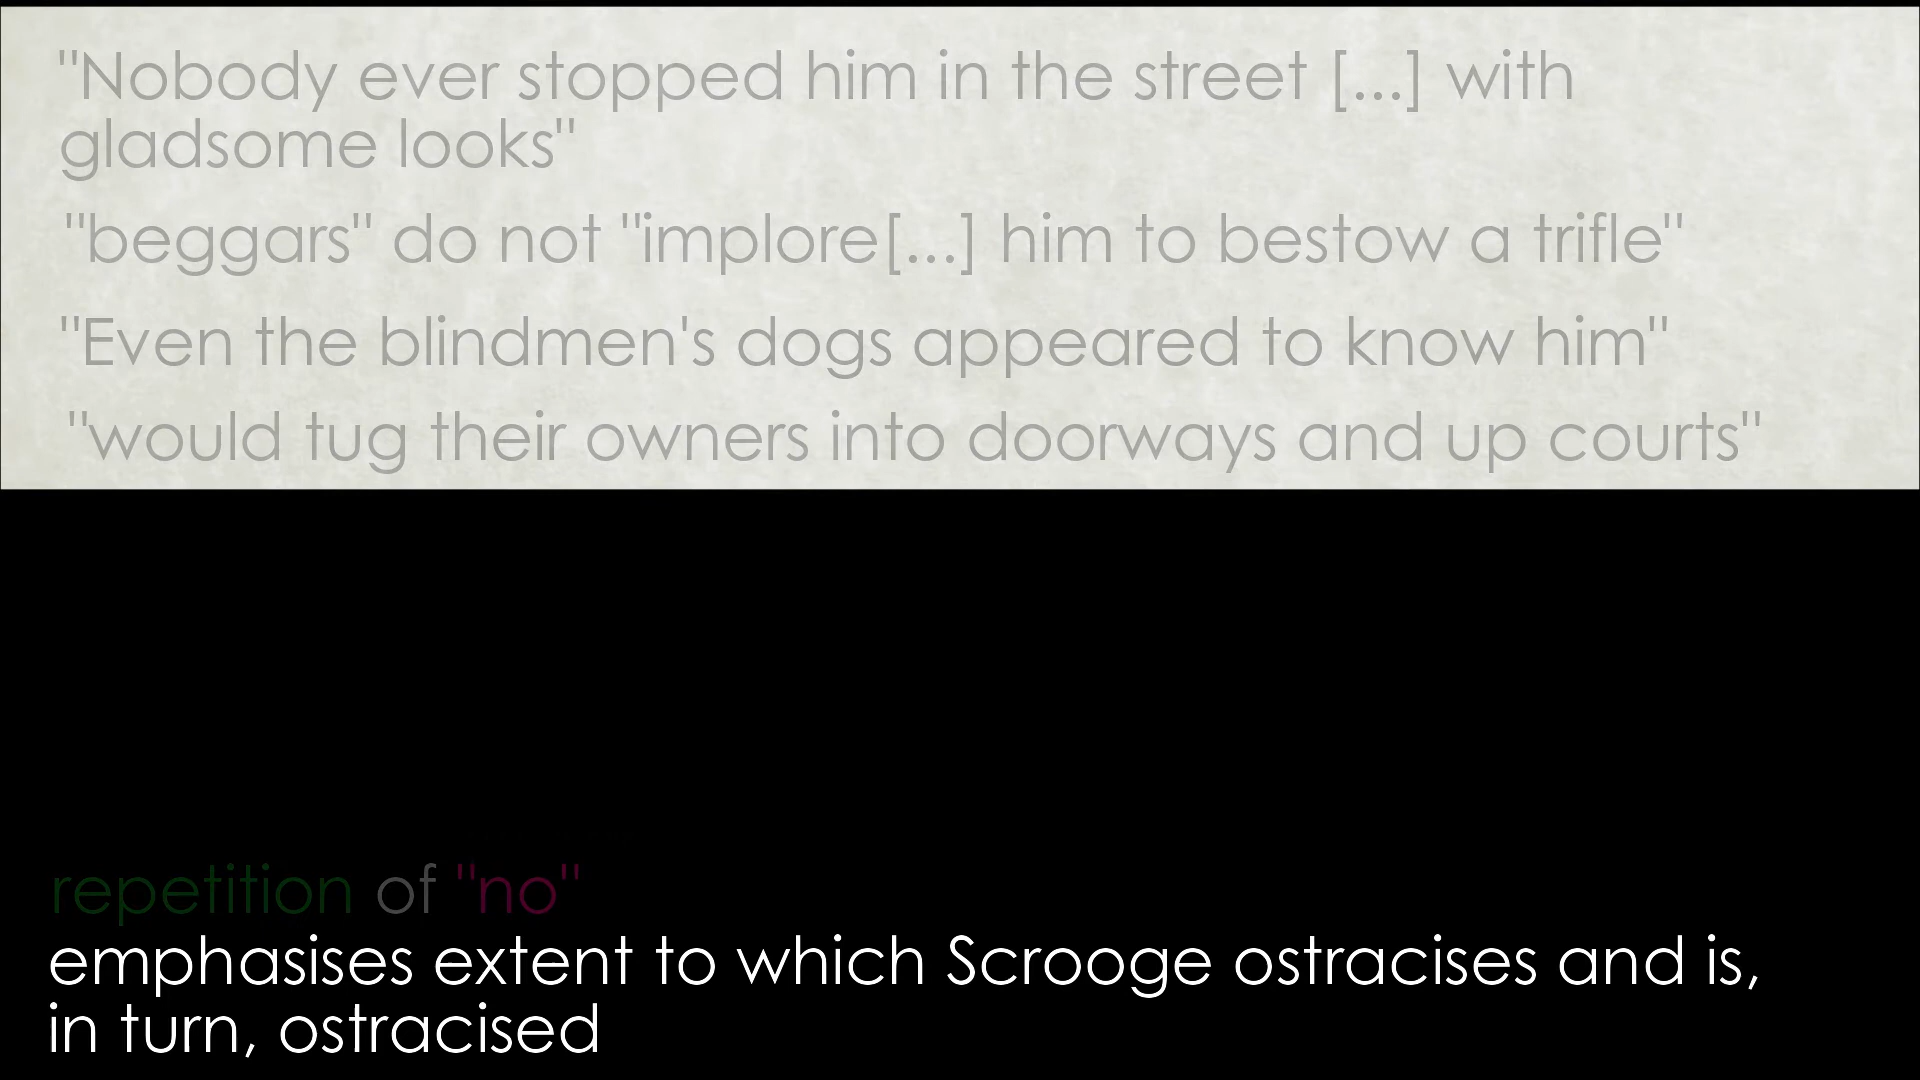 "Nobody ever stopped him in the street [...] with
gladsome looks"
"beggars" do not "implore[...] him to bestow a trifle"
"Even the blindmen's dogs appeared to know him"
"would tug their owners into doorways and up courts"
repetition of "no"
emphasises extent to which Scrooge ostracises and is,
in turn, ostracised